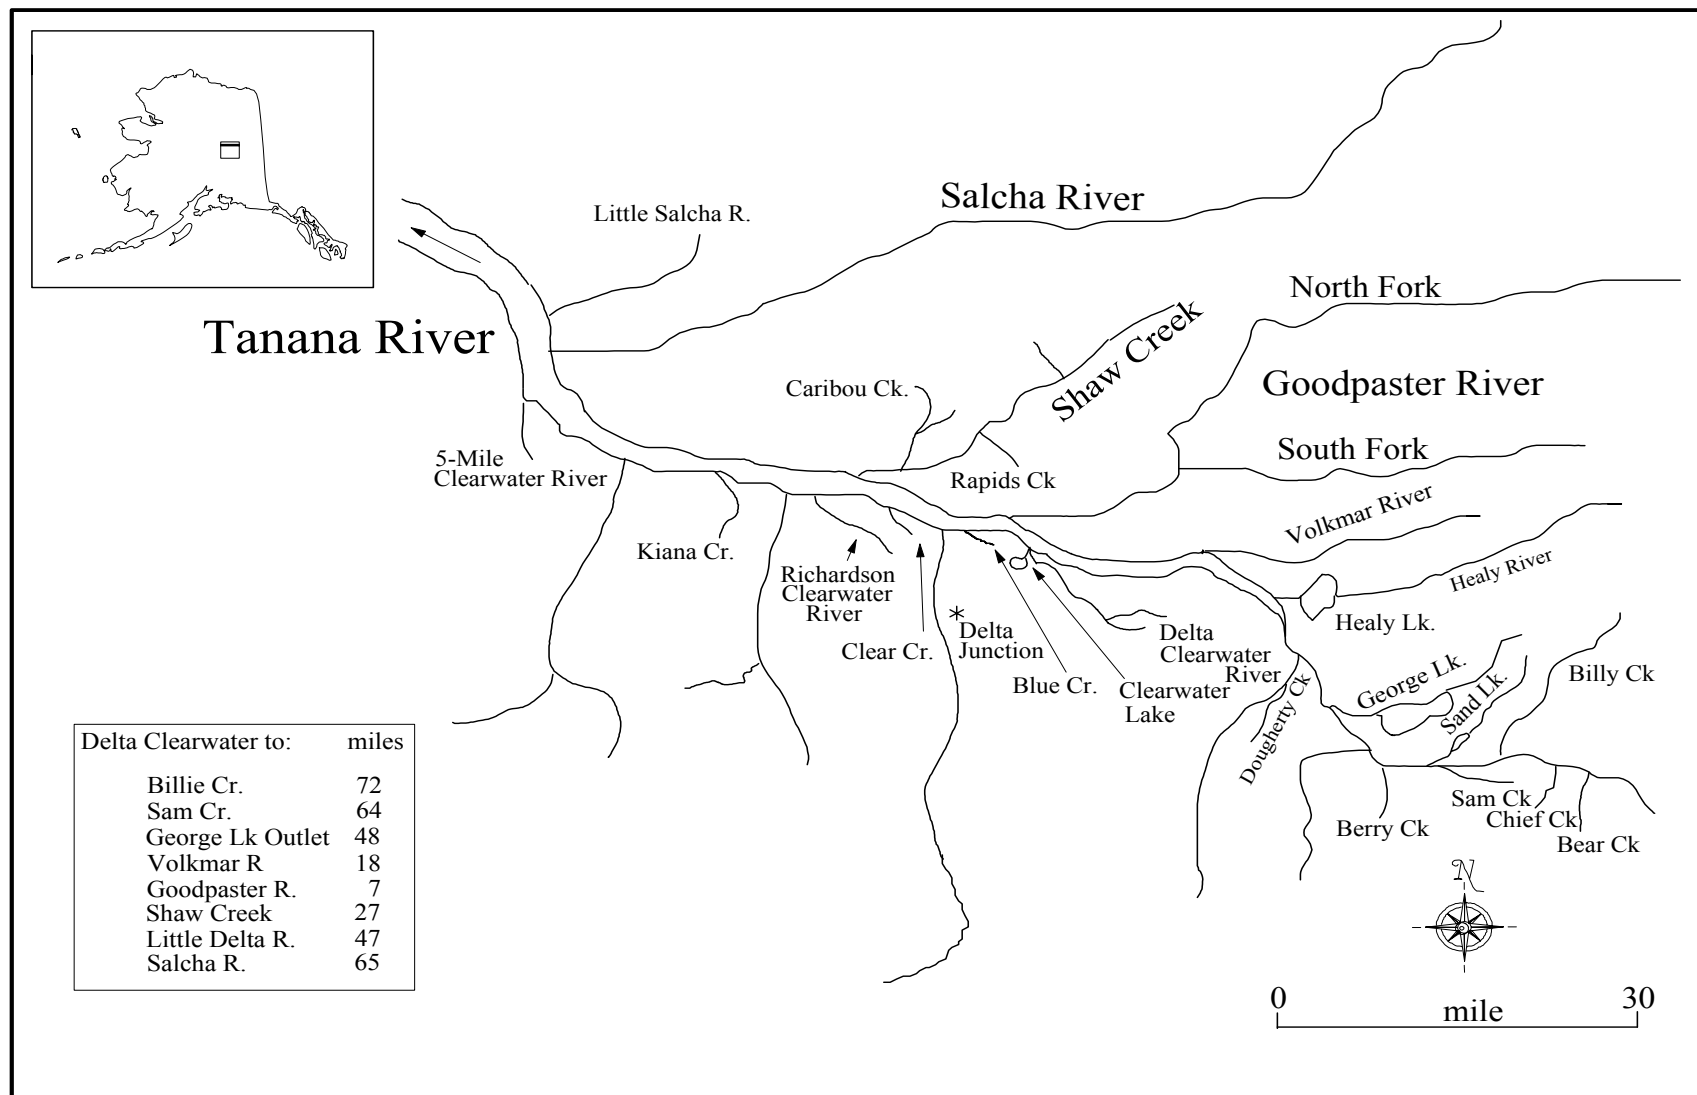 Little Salcha R.
Salcha River
Tanana River
North Fork
Shaw Creek
Caribou Ck.
Goodpaster River
5-Mile
Clearwater River
South Fork
Rapids Ck
Volkmar River
Kiana Cr.
Healy River
Richardson
Clearwater
River
Healy Lk.
*
Delta
Junction
Clear Cr.
Delta
Clearwater
River
Blue Cr.
Clearwater
Lake
George Lk.
Sand Lk.
Billy Ck
Dougherty Ck
Sam Ck
Chief Ck
Berry Ck
Bear Ck
Delta Clearwater to: miles
Billie Cr. 72
Sam Cr. 64
George Lk Outlet 48
Volkmar R 18
Goodpaster R. 7
Shaw Creek 27
Little Delta R. 47
Salcha R. 65
N
0 30
mile